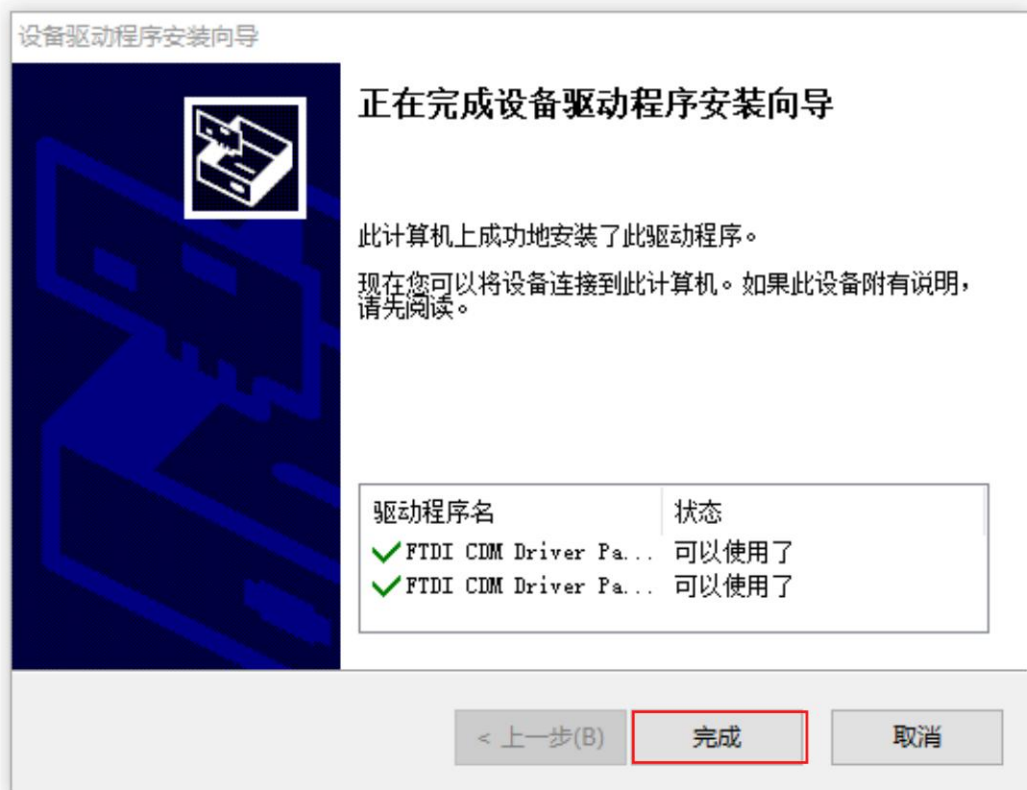 设备驱动程序安装向导
正在完成设备驱动程序安装向导
此计算机上成功地安装了此驱动程序。
现在您可以将设备连接到此计算机。如果此设备附有说明，
请先阅读。
驱动程序名 状态
FTDI CDM Driver Pa... 可以使用了
FTDI CDM Driver Pa... 可以使用了
< 上一步(B) 完成 取消